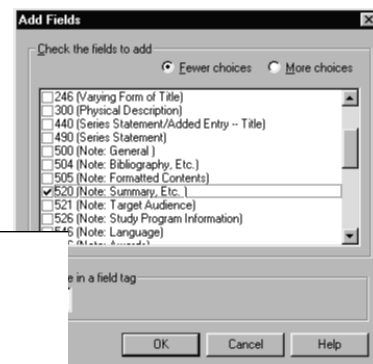 Add Fields
Check the fields to add
Fewer choices More choices
246 (Varying Form of Title)
300 (Physical Description)
440 (Series Statement/Added Entry -- Title)
490 (Series Statement)
500 (Note: General )
504 (Note: Bibliography, Etc.)
505 (Note: Formatted Contents)
520 (Note: Summary, Etc. )
521 (Note: Target Audience)
526 (Note: Study Program Information)
546 (Note: Language)
(Note: Awards)
in a field tag
OK Cancel Help